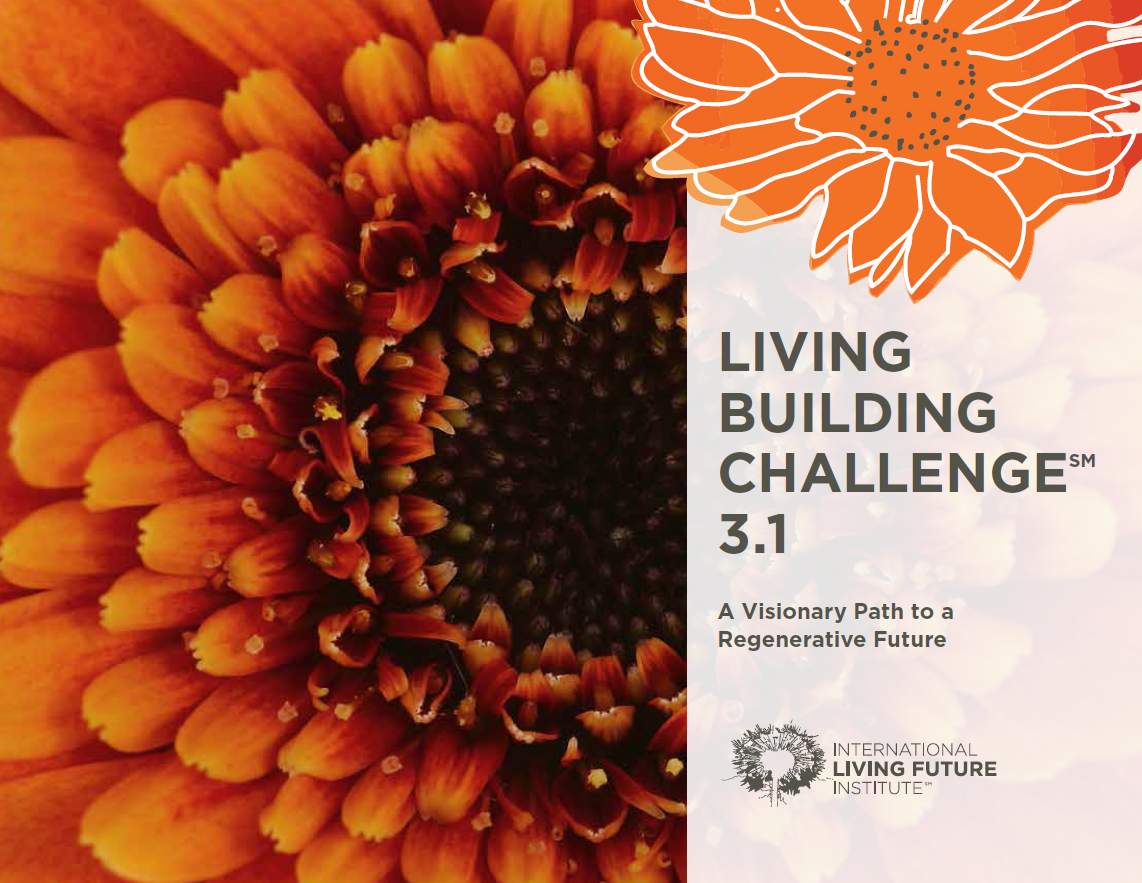 LIVING
BUILDING
CHALLENGE℠
3.1
A Visionary Path to a
Regenerative Future
INTERNATIONAL
LIVING FUTURE
INSTITUTE℠